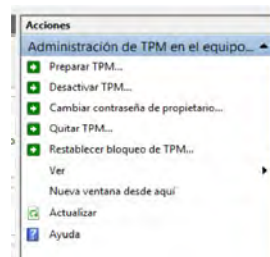 Acciones
Administración de TPM en el equipo...
Preparar TPM...
Desactivar TPM...
Cambiar contraseña de propietario...
Quitar TPM...
Restablecer bloqueo de TPM...
Ver
Nueva ventana desde aquí
Actualizar
Ayuda